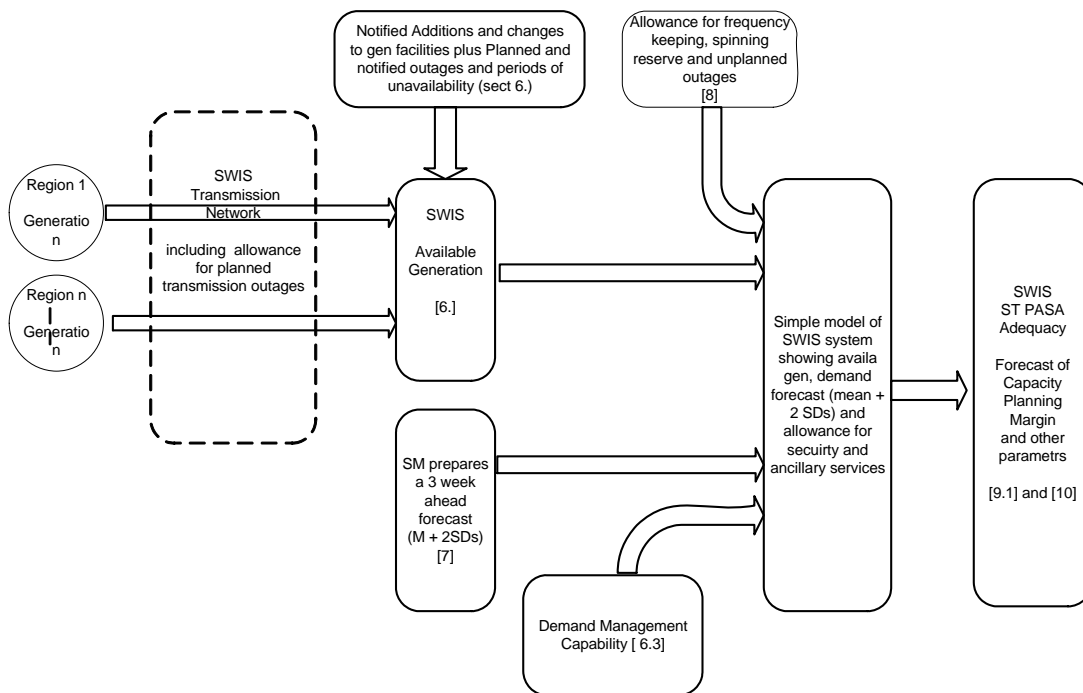 Notified Additions and changes
to gen facilities plus Planned and
notified outages and periods of
unavailability (sect 6.)
Allowance for frequency
keeping, spinning
reserve and unplanned
outages
[8]
Region 1
Generatio
n
SWIS
Transmission
Network
including allowance
for planned
transmission outages
Region n
Generatio
n
SWIS
Available
Generation
[6.]
SM prepares
a 3 week
ahead
forecast
(M + 2SDs)
[7]
Demand Management
Capability [ 6.3]
Simple model of
SWIS system
showing availa
gen, demand
forecast (mean +
2 SDs) and
allowance for
secuirty and
ancillary services
SWIS
ST PASA
Adequacy
Forecast of
Capacity
Planning
Margin
and other
parametrs
[9.1] and [10]